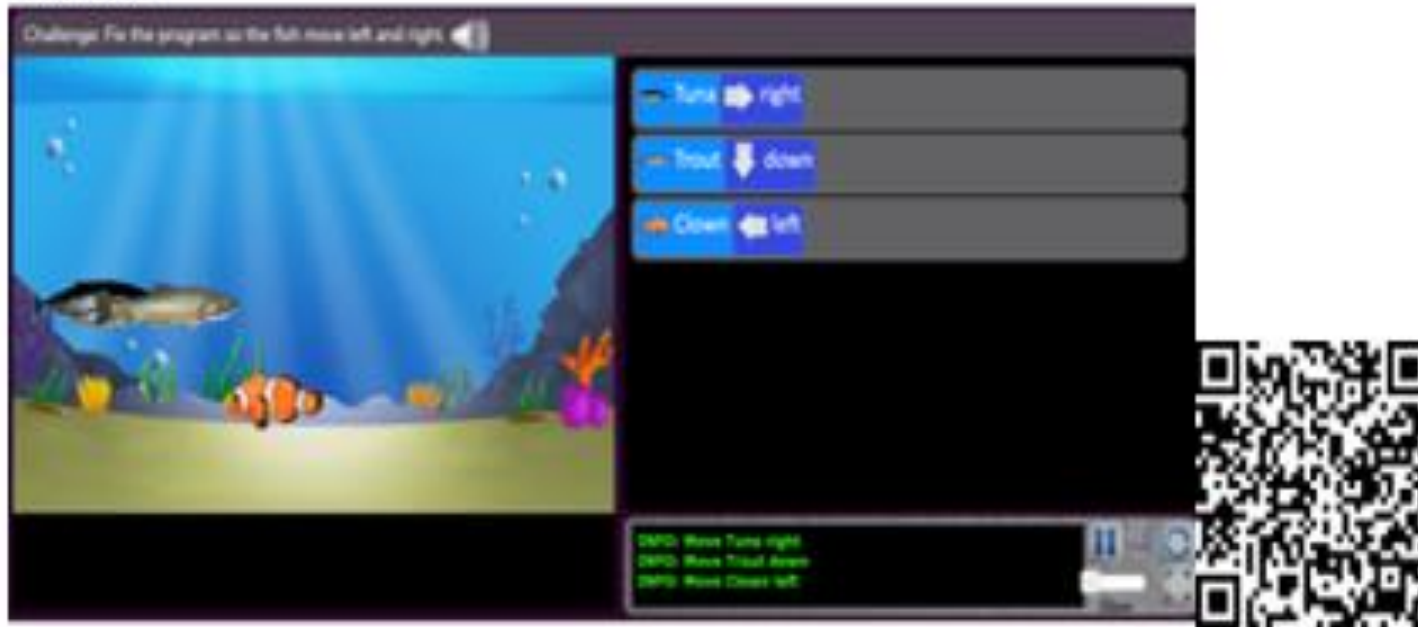 Challenge: Fix the program so the fish move left and right.
Tuna right
Trout down
Clown left
INFO: Move Tuna right
INFO: Move Trout down
INFO: Move Clown left